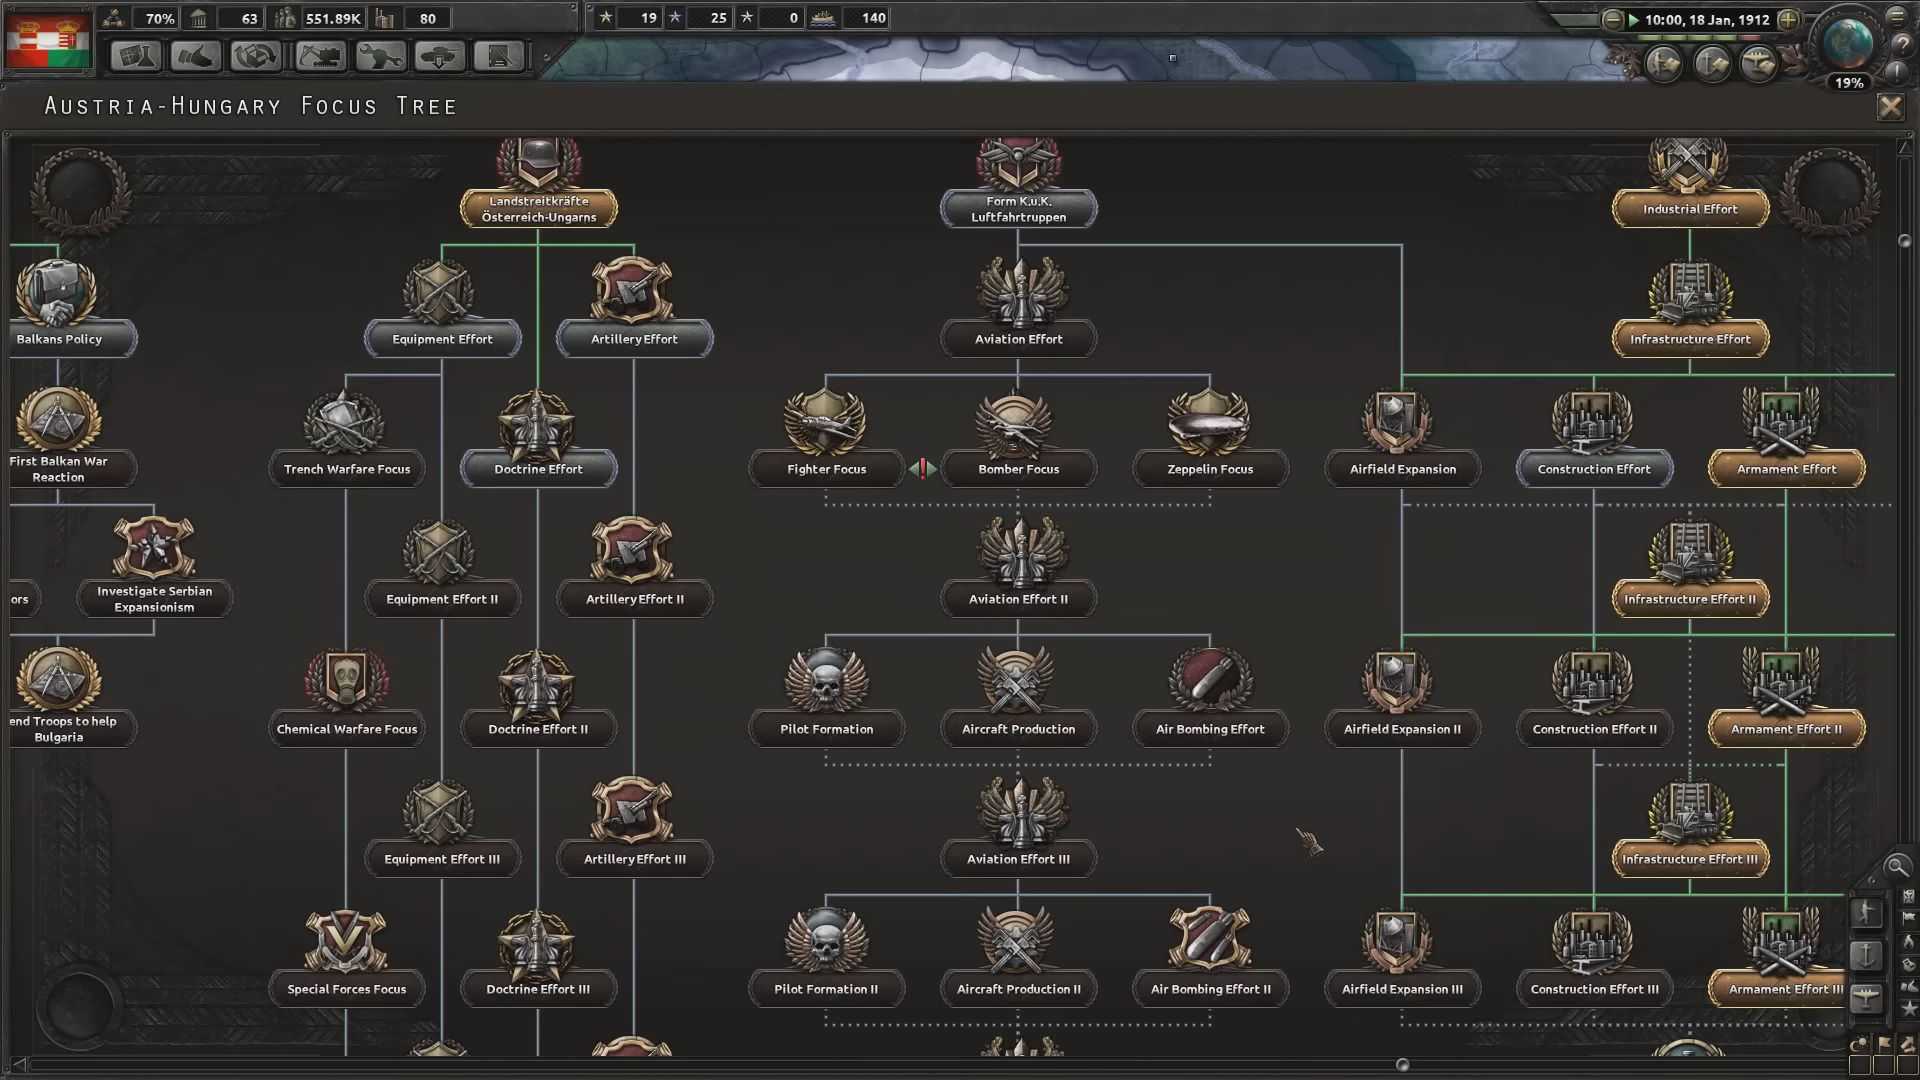 70%
63
551.89K
80
19
25
0
140
10:00, 18 Jan, 1912
19%
AUSTRIA-HUNGARY FOCUS TREE
Landstreitkräfte
Österreich-Ungarns
Form K.u.K.
Luftfahrtruppen
Industrial Effort
Balkans Policy
Equipment Effort
Artillery Effort
Aviation Effort
Infrastructure Effort
First Balkan War
Reaction
Trench Warfare Focus
Doctrine Effort
Fighter Focus
Bomber Focus
Zeppelin Focus
Airfield Expansion
Construction Effort
Armament Effort
ors
Investigate Serbian
Expansionism
Equipment Effort II
Artillery Effort II
Aviation Effort II
Infrastructure Effort II
end Troops to help
Bulgaria
Chemical Warfare Focus
Doctrine Effort II
Pilot Formation
Aircraft Production
Air Bombing Effort
Airfield Expansion II
Construction Effort II
Armament Effort II
Equipment Effort III
Artillery Effort III
Aviation Effort III
Infrastructure Effort III
Special Forces Focus
Doctrine Effort III
Pilot Formation II
Aircraft Production II
Air Bombing Effort II
Airfield Expansion III
Construction Effort III
Armament Effort III